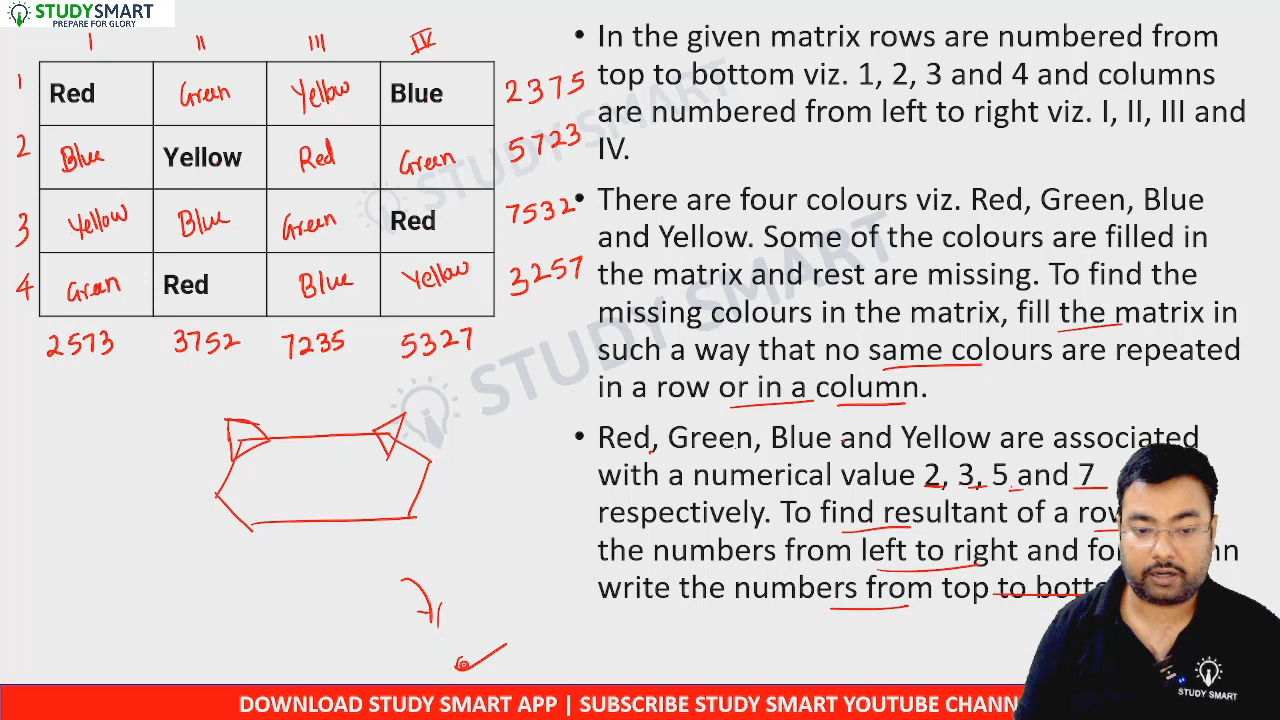 STUDYSMART
PREPARE FOR GLORY
I II III IV
1 Red Green Yellow Blue 2375
2 Blue Yellow Red Green 5723
3 Yellow Blue Green Red 7532
4 Green Red Blue Yellow 3257
2573 3752 7235 5327
• In the given matrix rows are numbered from
top to bottom viz. 1, 2, 3 and 4 and columns
are numbered from left to right viz. I, II, III and
IV.
• There are four colours viz. Red, Green, Blue
and Yellow. Some of the colours are filled in
the matrix and rest are missing. To find the
missing colours in the matrix, fill the matrix in
such a way that no same colours are repeated
in a row or in a column.
• Red, Green, Blue and Yellow are associated
with a numerical value 2, 3, 5 and 7
respectively. To find resultant of a
the numbers from left to right and
write the numbers from top to
STUDY SMART
STUDY SMART
STUDY SMART
STUDY SMART
DOWNLOAD STUDY SMART APP | SUBSCRIBE STUDY SMART YOUTUBE